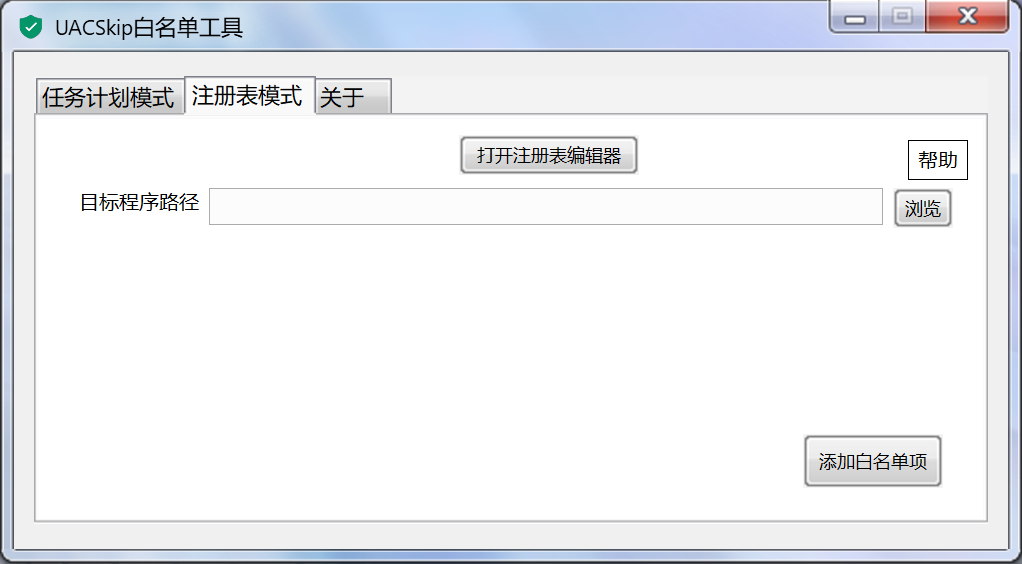 UACSkip白名单工具
任务计划模式 注册表模式 关于
打开注册表编辑器
帮助
目标程序路径 浏览
添加白名单项